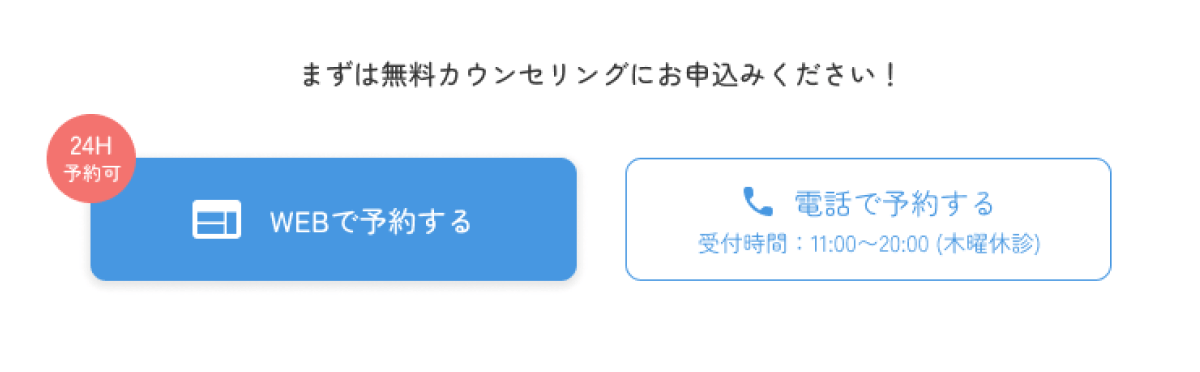 まずは無料カウンセリングにお申込みください！
24H
予約可
WEBで予約する
電話で予約する
受付時間：11:00〜20:00 (木曜休診)